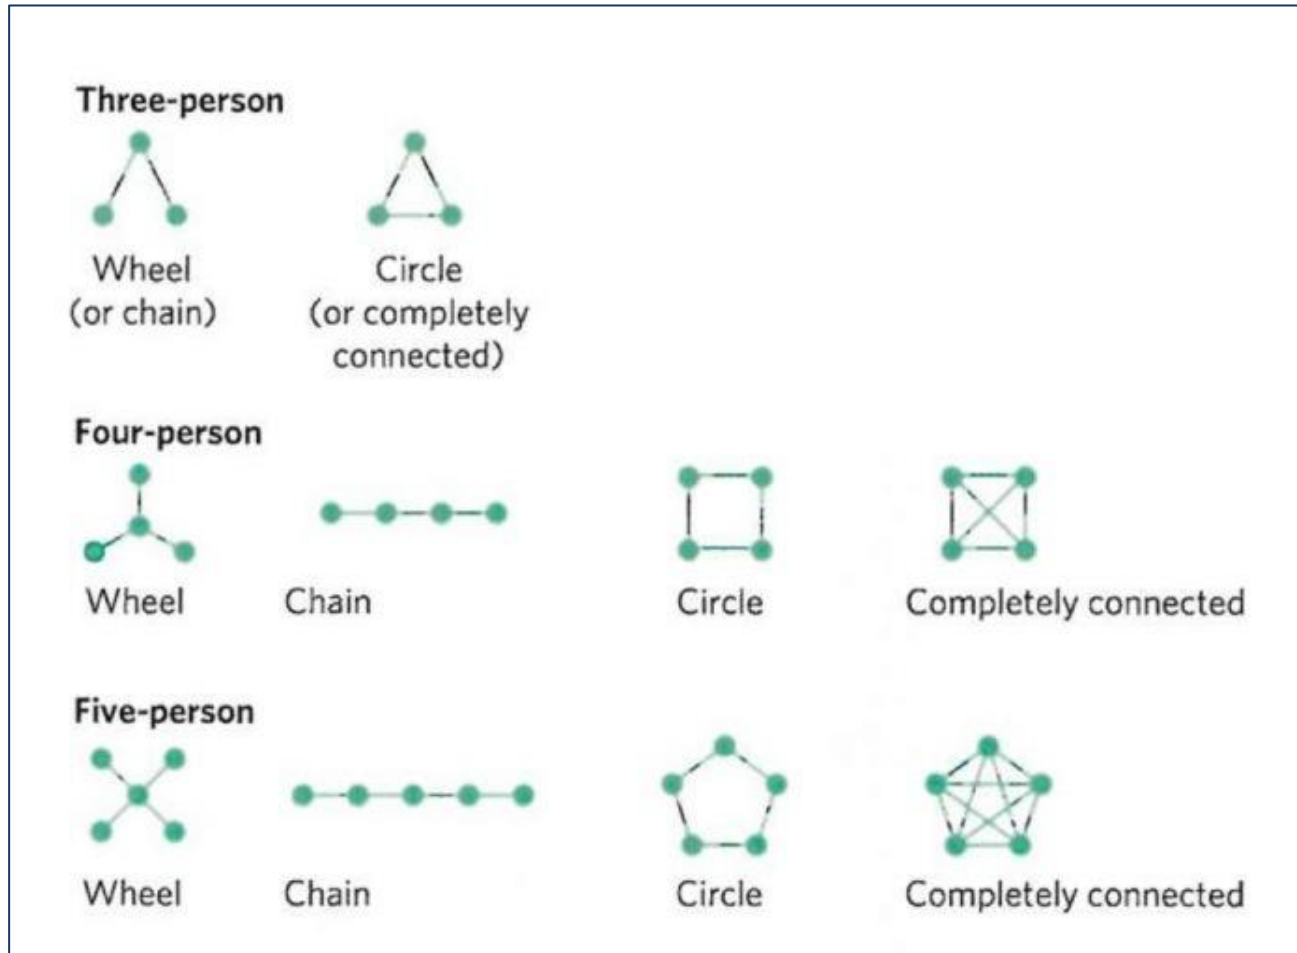 Three-person
Wheel
(or chain)
Circle
(or completely
connected)
Four-person
Wheel
Chain
Circle
Completely connected
Five-person
Wheel
Chain
Circle
Completely connected